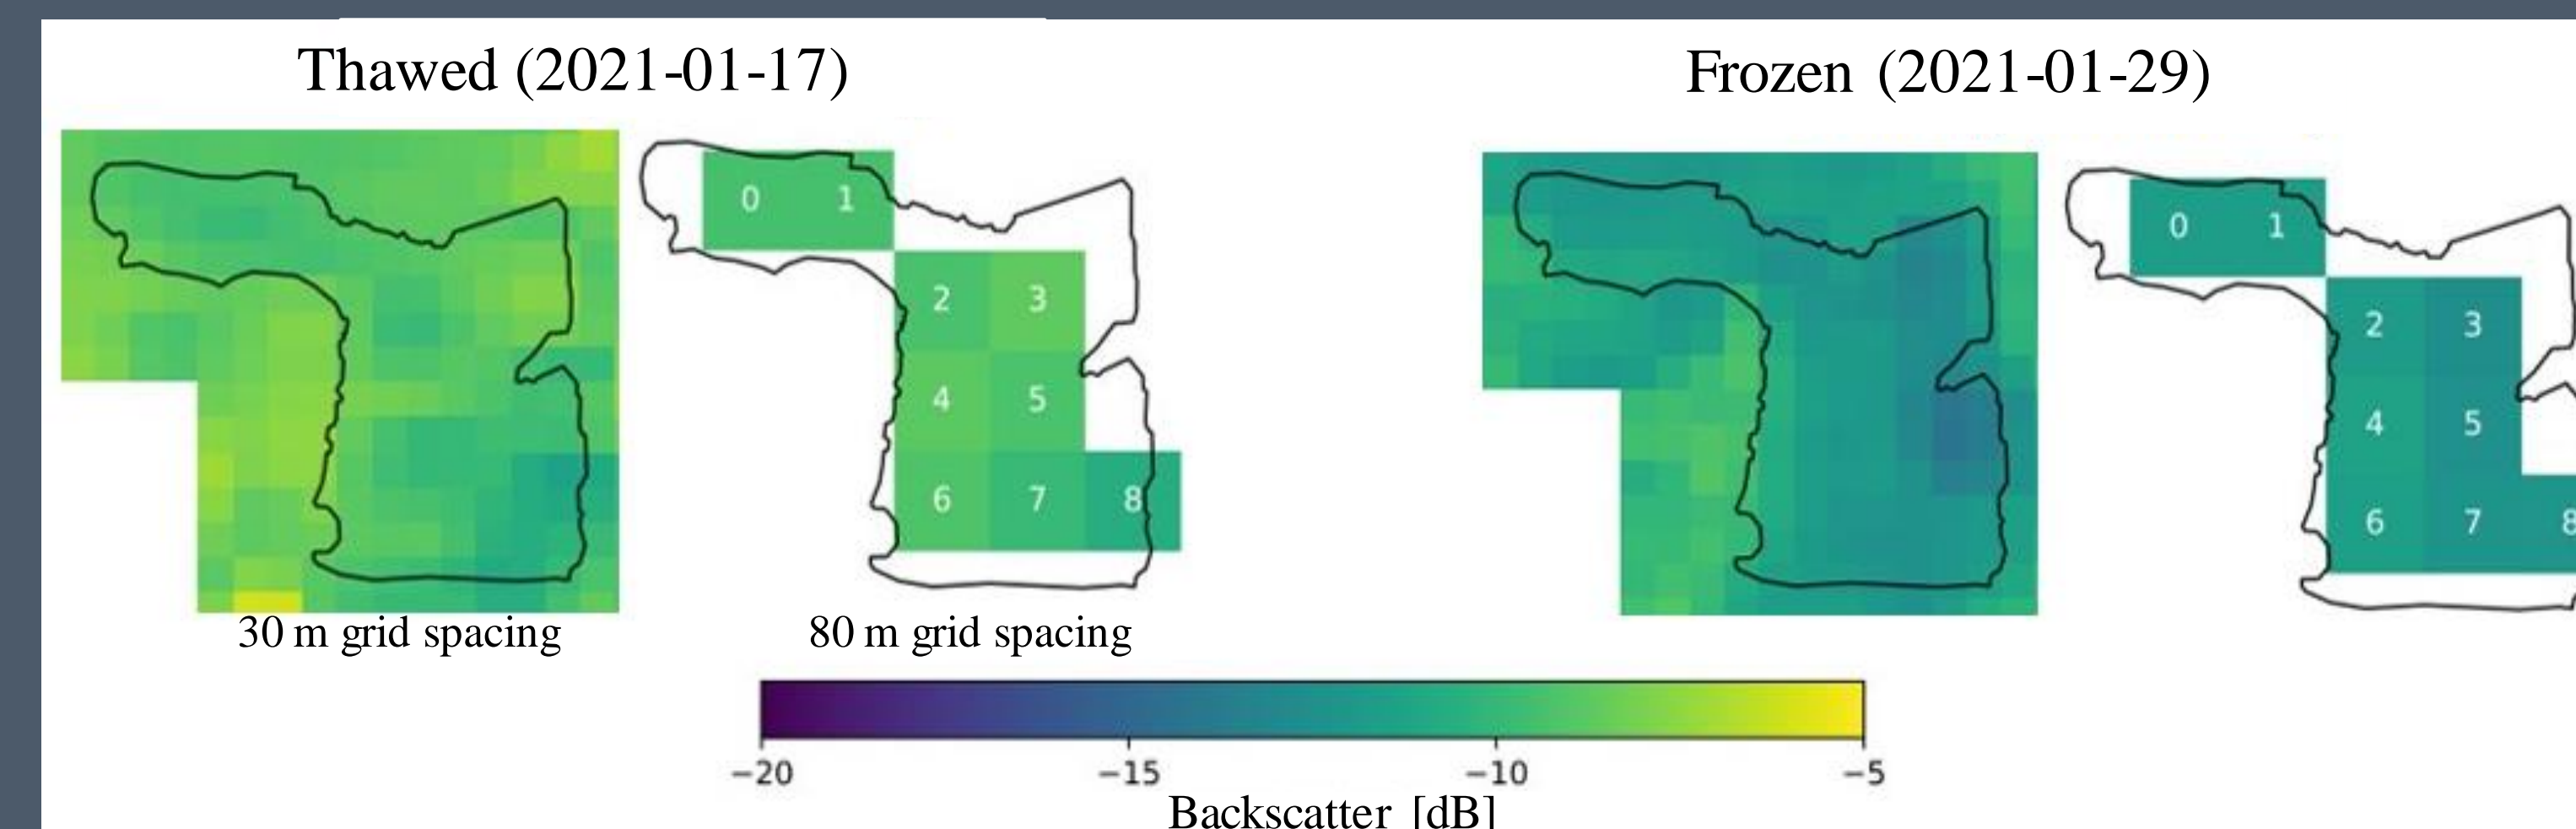 Thawed (2021-01-17)
Frozen (2021-01-29)
0 1
2 3
4 5
6 7 8
0 1
2 3
4 5
6 7 8
30 m grid spacing
80 m grid spacing
−20 −15 −10 −5
Backscatter [dB]